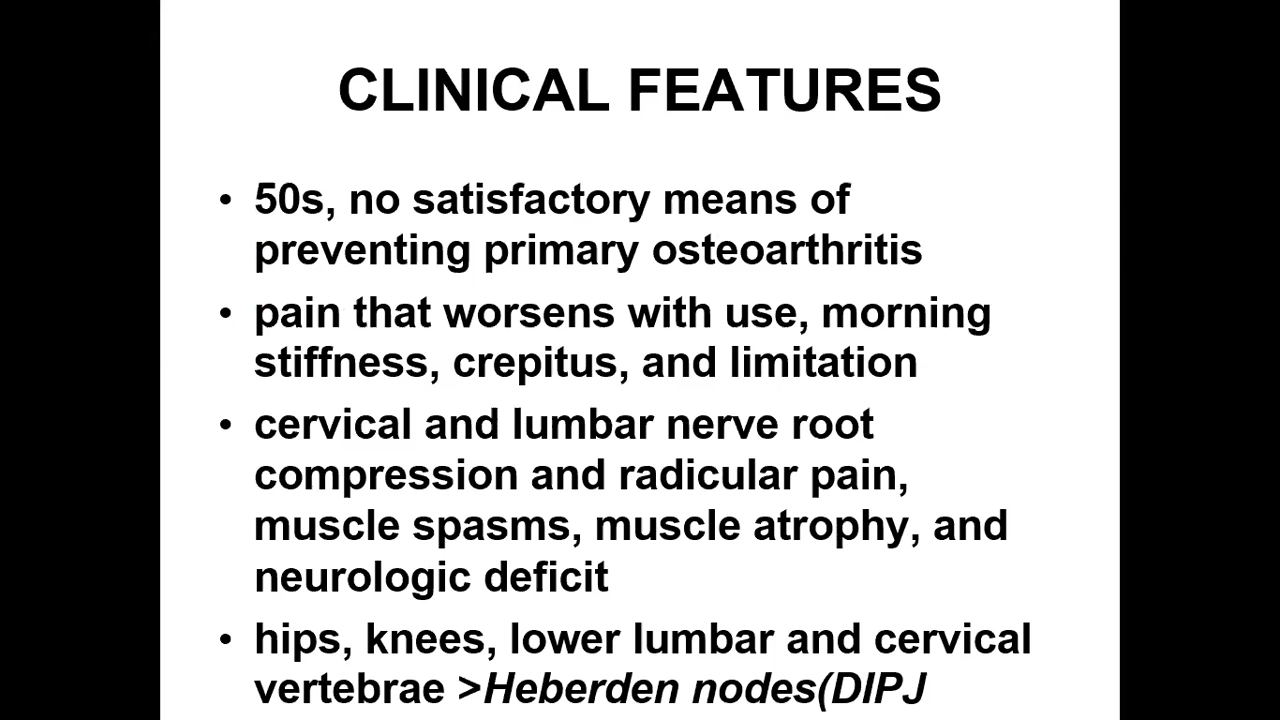 CLINICAL FEATURES
• 50s, no satisfactory means of
preventing primary osteoarthritis
• pain that worsens with use, morning
stiffness, crepitus, and limitation
• cervical and lumbar nerve root
compression and radicular pain,
muscle spasms, muscle atrophy, and
neurologic deficit
• hips, knees, lower lumbar and cervical
vertebrae >Heberden nodes(DIPJ